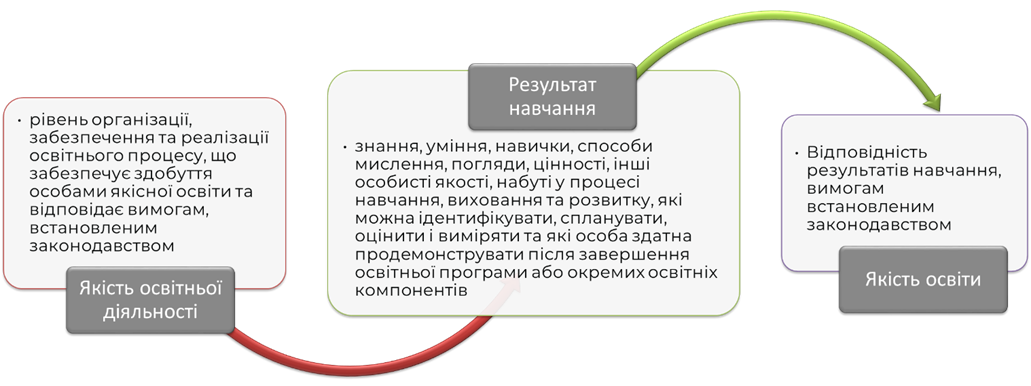 • рівень організації,
забезпечення та реалізації
освітнього процесу, що
забезпечує здобуття
особами якісної освіти та
відповідає вимогам,
встановленим
законодавством
Якість освітньої
діяльності
Результат
навчання
• знання, уміння, навички, способи
мислення, погляди, цінності, інші
особисті якості, набуті у процесі
навчання, виховання та розвитку, які
можна ідентифікувати, спланувати,
оцінити і виміряти та які особа здатна
продемонструвати після завершення
освітньої програми або окремих освітніх
компонентів
• Відповідність
результатів навчання,
вимогам
встановленим
законодавством
Якість освіти